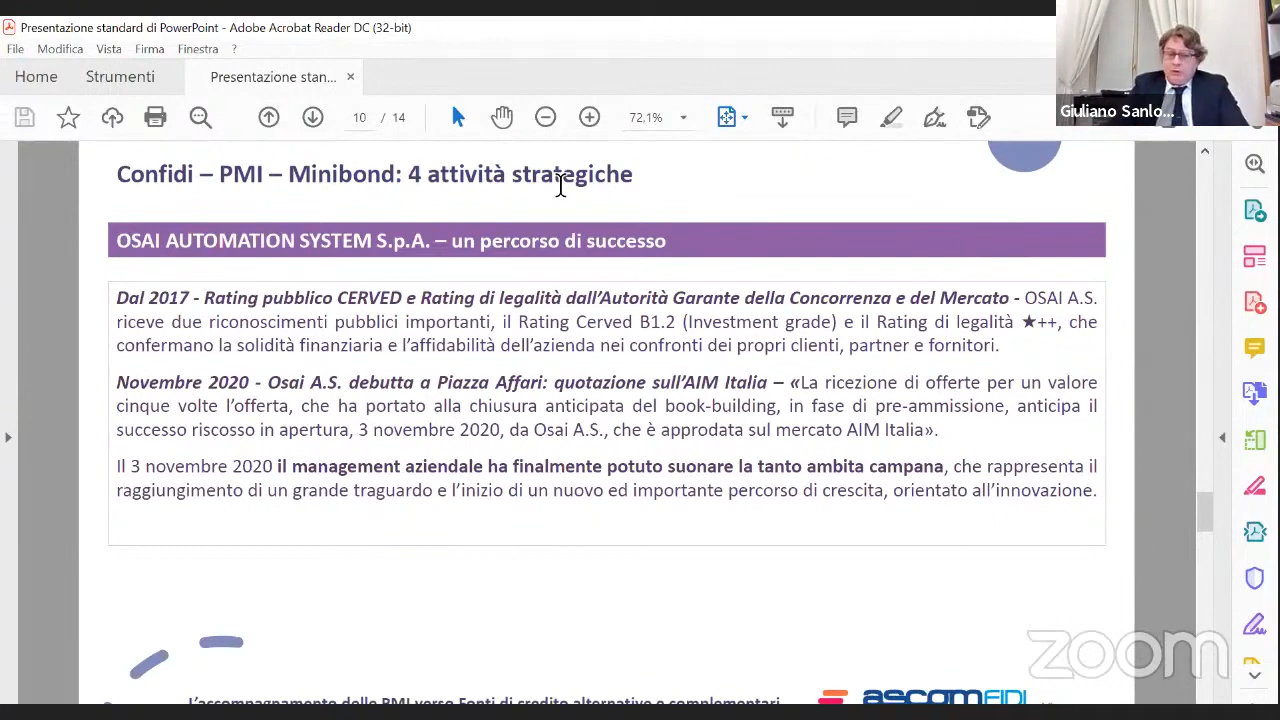 Presentazione standard di PowerPoint - Adobe Acrobat Reader DC (32-bit)
File Modifica Vista Firma Finestra ?
Home Strumenti Presentazione stan... ×
10 / 14 72,1%
Giuliano Sanlo...
Confidi – PMI – Minibond: 4 attività strategiche
OSAI AUTOMATION SYSTEM S.p.A. – un percorso di successo
Dal 2017 - Rating pubblico CERVED e Rating di legalità dall’Autorità Garante della Concorrenza e del Mercato - OSAI A.S.
riceve due riconoscimenti pubblici importanti, il Rating Cerved B1.2 (Investment grade) e il Rating di legalità ★++, che
confermano la solidità finanziaria e l’affidabilità dell’azienda nei confronti dei propri clienti, partner e fornitori.
Novembre 2020 - Osai A.S. debutta a Piazza Affari: quotazione sull’AIM Italia – «La ricezione di offerte per un valore
cinque volte l’offerta, che ha portato alla chiusura anticipata del book-building, in fase di pre-ammissione, anticipa il
successo riscosso in apertura, 3 novembre 2020, da Osai A.S., che è approdata sul mercato AIM Italia».
Il 3 novembre 2020 il management aziendale ha finalmente potuto suonare la tanto ambita campana, che rappresenta il
raggiungimento di un grande traguardo e l’inizio di un nuovo ed importante percorso di crescita, orientato all’innovazione.
zoom
L’accompagnamento delle PMI verso Fonti di credito alternative e complementari
ascomFIDI